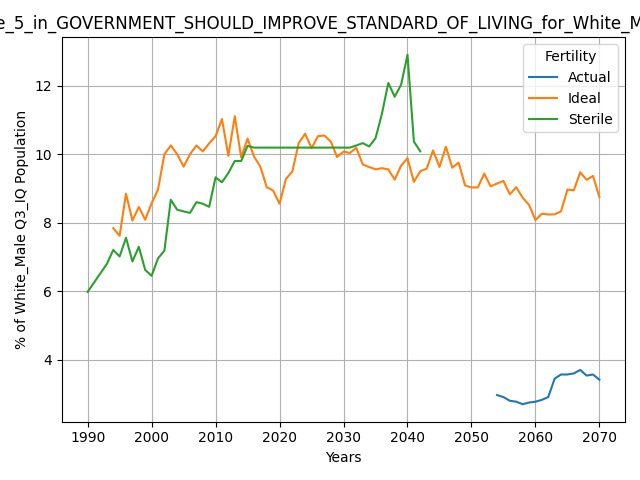 e_5_in_GOVERNMENT_SHOULD_IMPROVE_STANDARD_OF_LIVING_for_White_M
Fertility
Actual
Ideal
Sterile
% of White_Male Q3_IQ Population
12
10
8
6
4
1990 2000 2010 2020 2030 2040 2050 2060 2070
Years